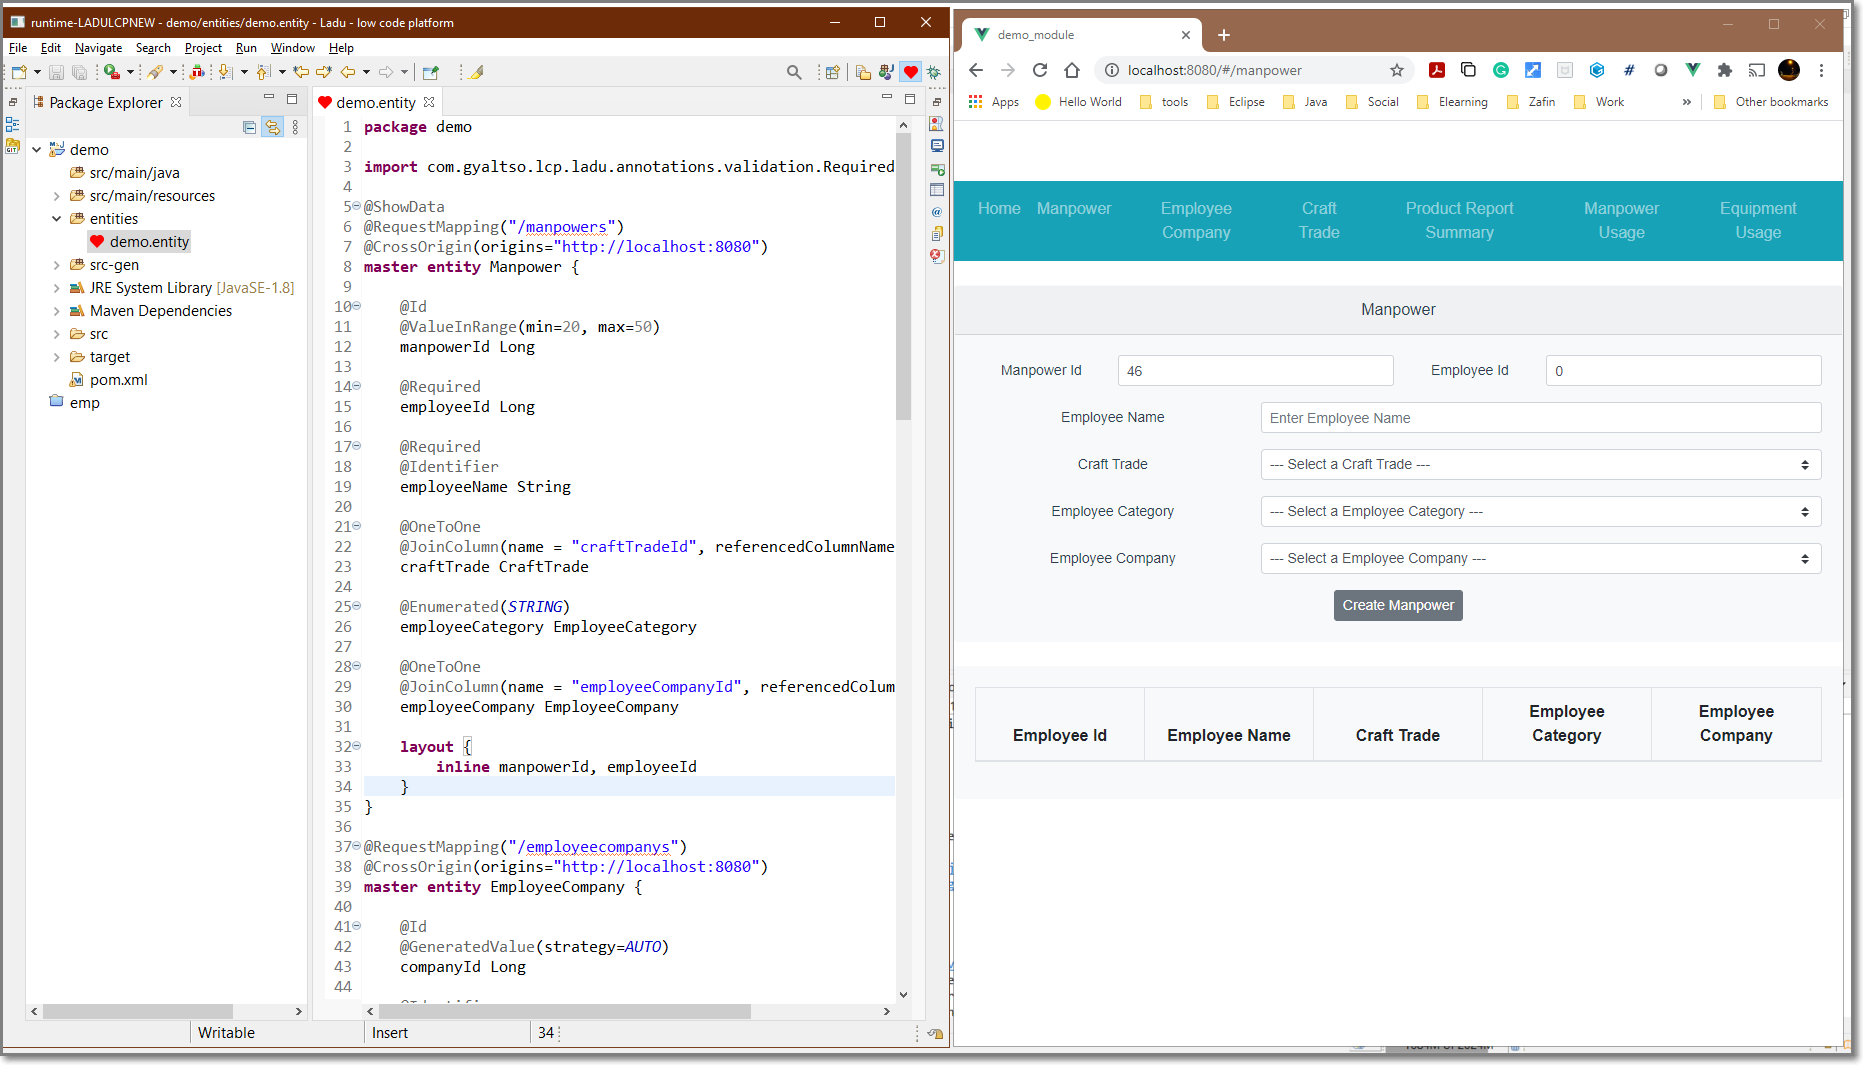 runtime-LADULCPNEW - demo/entities/demo.entity - Ladu - low code platform
File Edit Navigate Search Project Run Window Help
Package Explorer
demo
src/main/java
src/main/resources
entities
demo.entity
src-gen
JRE System Library [JavaSE-1.8]
Maven Dependencies
src
target
pom.xml
emp
demo.entity
1 package demo
2
3 import com.gyaltso.lcp.ladu.annotations.validation.Required
4
5 @ShowData
6 @RequestMapping("/manpowers")
7 @CrossOrigin(origins="http://localhost:8080")
8 master entity Manpower {
9
10 @Id
11 @ValueInRange(min=20, max=50)
12 manpowerId Long
13
14 @Required
15 employeeId Long
16
17 @Required
18 @Identifier
19 employeeName String
20
21 @OneToOne
22 @JoinColumn(name = "craftTradeId", referencedColumnName
23 craftTrade CraftTrade
24
25 @Enumerated(STRING)
26 employeeCategory EmployeeCategory
27
28 @OneToOne
29 @JoinColumn(name = "employeeCompanyId", referencedColum
30 employeeCompany EmployeeCompany
31
32 layout {
33 inline manpowerId, employeeId
34 }
35 }
36
37 @RequestMapping("/employeecompanys")
38 @CrossOrigin(origins="http://localhost:8080")
39 master entity EmployeeCompany {
40
41 @Id
42 @GeneratedValue(strategy=AUTO)
43 companyId Long
44
Writable Insert 34
demo_module
localhost:8080/#/manpower
Apps Hello World tools Eclipse Java Social Elearning Zafin Work » Other bookmarks
Home Manpower Employee Company Craft Trade Product Report Summary Manpower Usage Equipment Usage
Manpower
Manpower Id 46 Employee Id 0
Employee Name Enter Employee Name
Craft Trade --- Select a Craft Trade ---
Employee Category --- Select a Employee Category ---
Employee Company --- Select a Employee Company ---
Create Manpower
Employee Id Employee Name Craft Trade Employee Category Employee Company